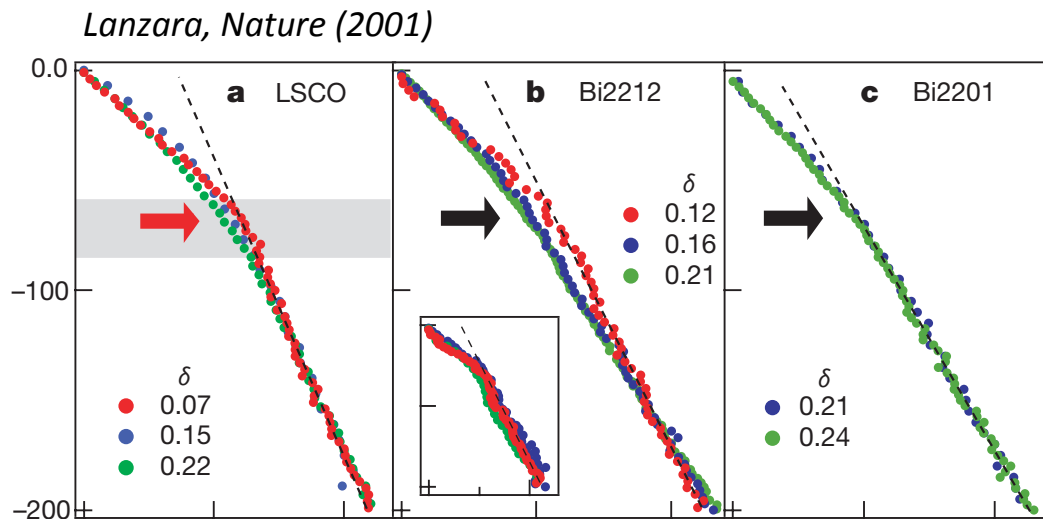 Lanzara, Nature (2001)
0.0
a LSCO
b Bi2212
c Bi2201
δ
0.12
0.16
0.21
−100
δ
0.07
0.15
0.22
δ
0.21
0.24
−200